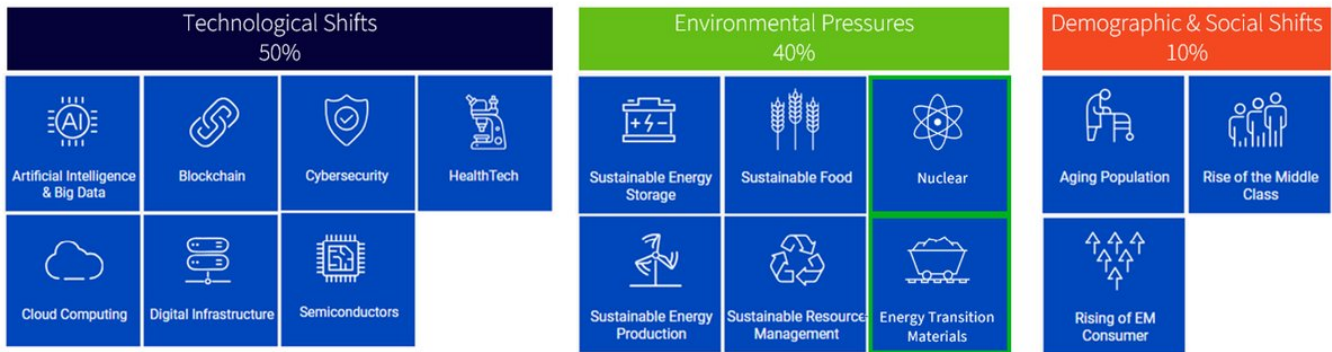 Technological Shifts
50%
Artificial Intelligence
& Big Data
Blockchain
Cybersecurity
HealthTech
Cloud Computing
Digital Infrastructure
Semiconductors
Environmental Pressures
40%
Sustainable Energy
Storage
Sustainable Food
Nuclear
Sustainable Energy
Production
Sustainable Resource
Management
Energy Transition
Materials
Demographic & Social Shifts
10%
Aging Population
Rise of the Middle
Class
Rising of EM
Consumer
AI